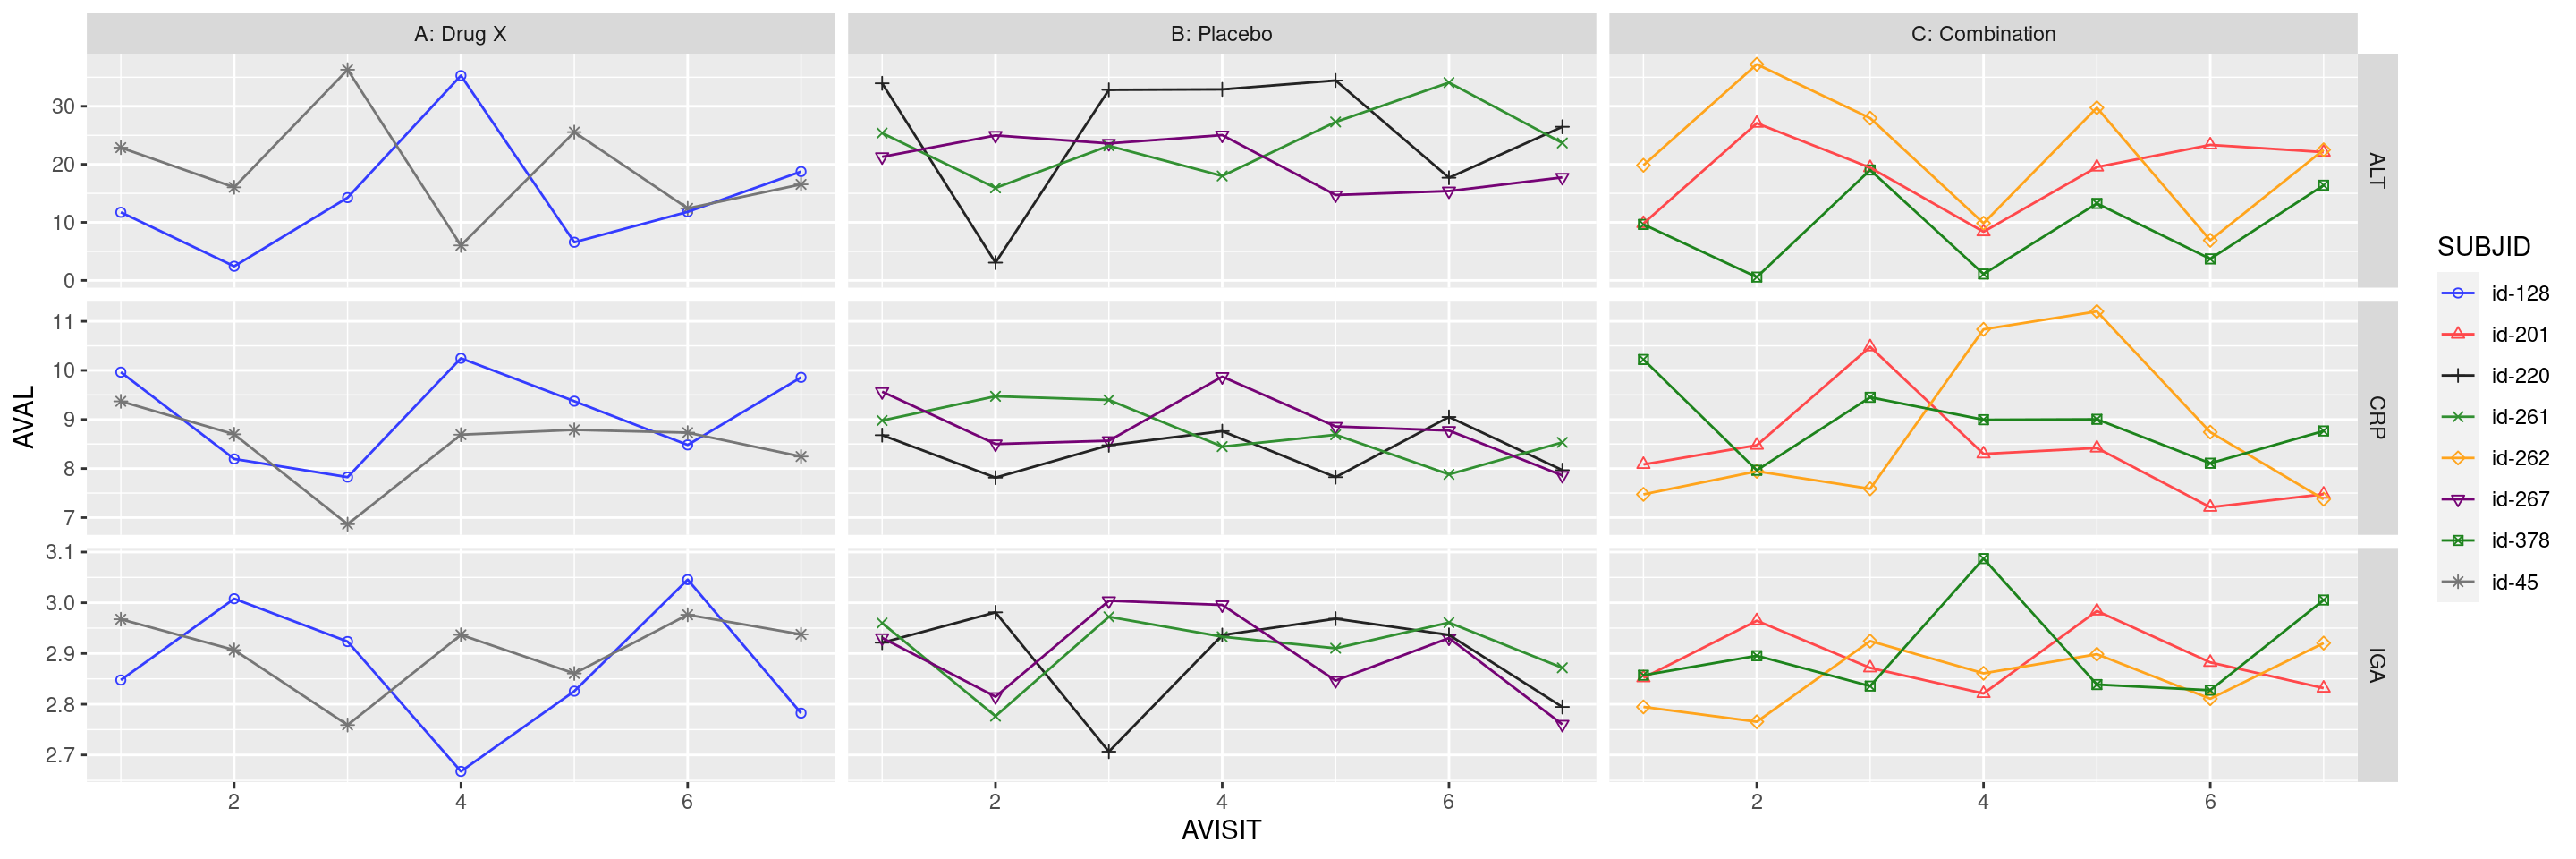 A: Drug X
B: Placebo
C: Combination
30
20
10
0
ALT
11
10
9
8
7
CRP
3.1
3.0
2.9
2.8
2.7
IGA
2
4
6
2
4
6
2
4
6
AVISIT
AVAL
SUBJID
id-128
id-201
id-220
id-261
id-262
id-267
id-378
id-45